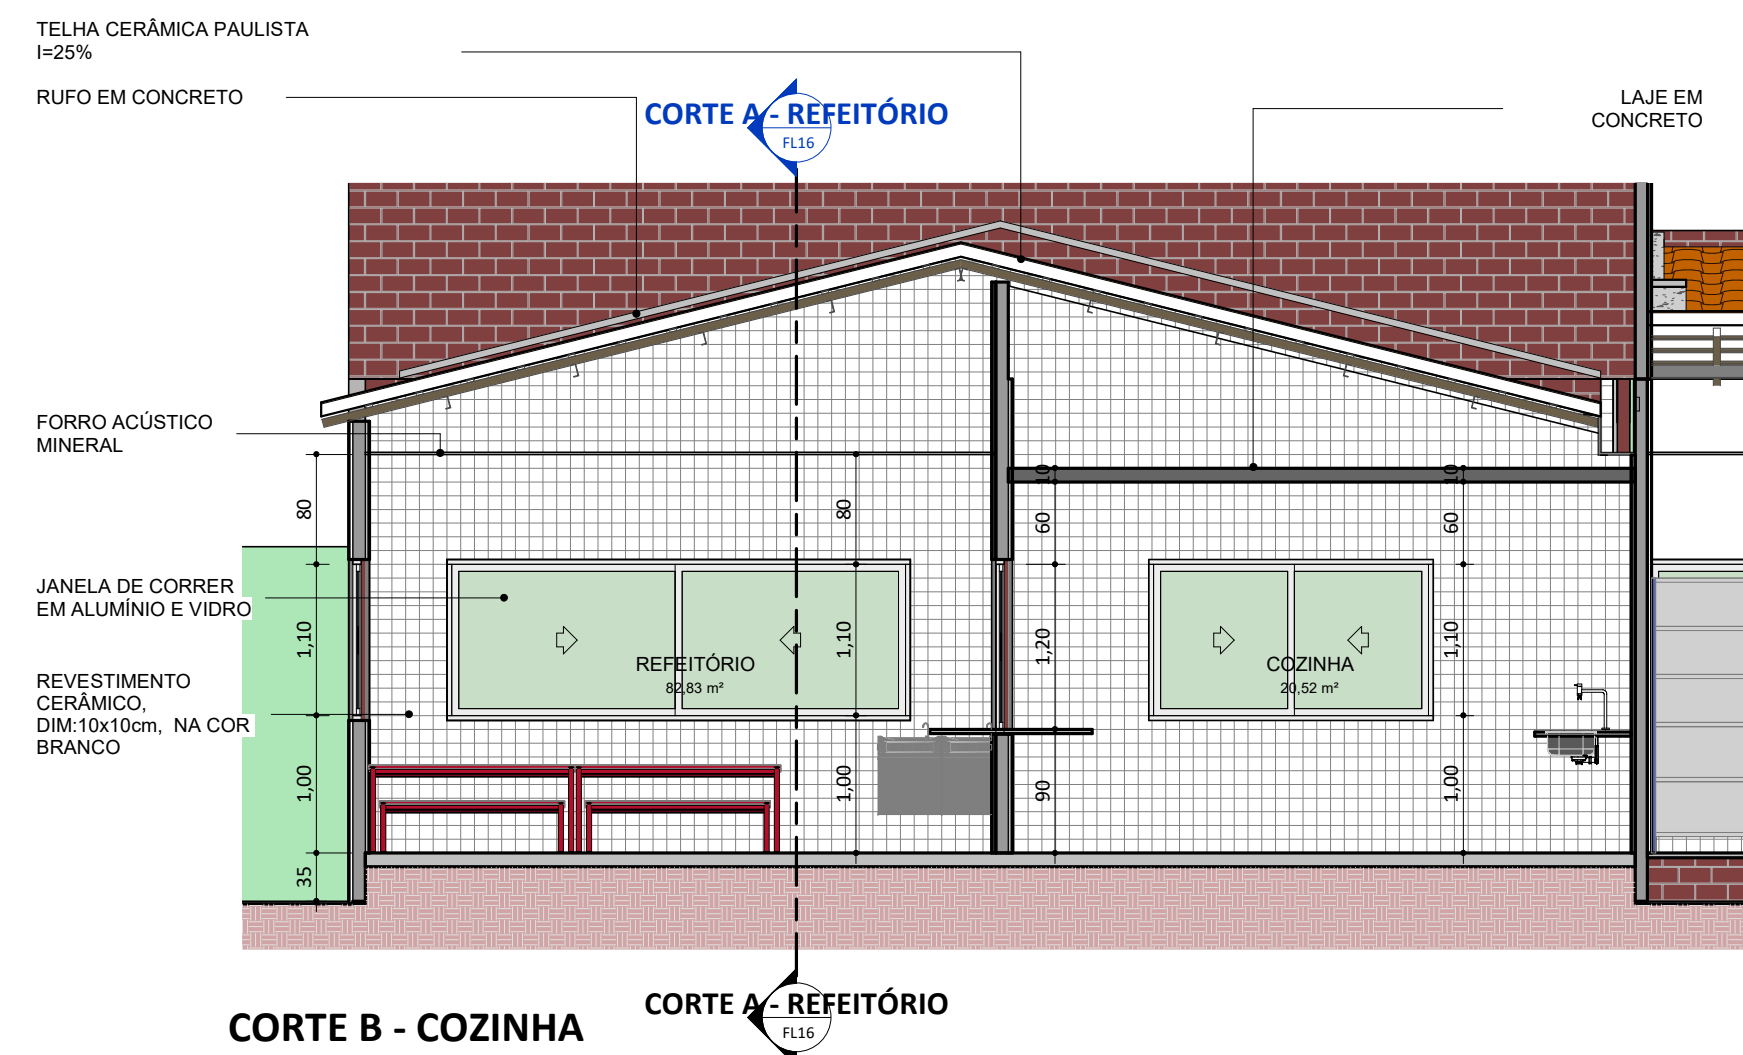 TELHA CERÂMICA PAULISTA
I=25%
RUFO EM CONCRETO
CORTE A - REFEITÓRIO
FL16
LAJE EM
CONCRETO
FORRO ACÚSTICO
MINERAL
10
10
80
80
60
60
JANELA DE CORRER
EM ALUMÍNIO E VIDRO
1,10
1,10
1,20
1,10
REFEITÓRIO
82,83 m²
COZINHA
20,52 m²
REVESTIMENTO
CERÂMICO,
DIM:10x10cm, NA COR
BRANCO
1,00
1,00
90
1,00
35
CORTE A - REFEITÓRIO
FL16
CORTE B - COZINHA